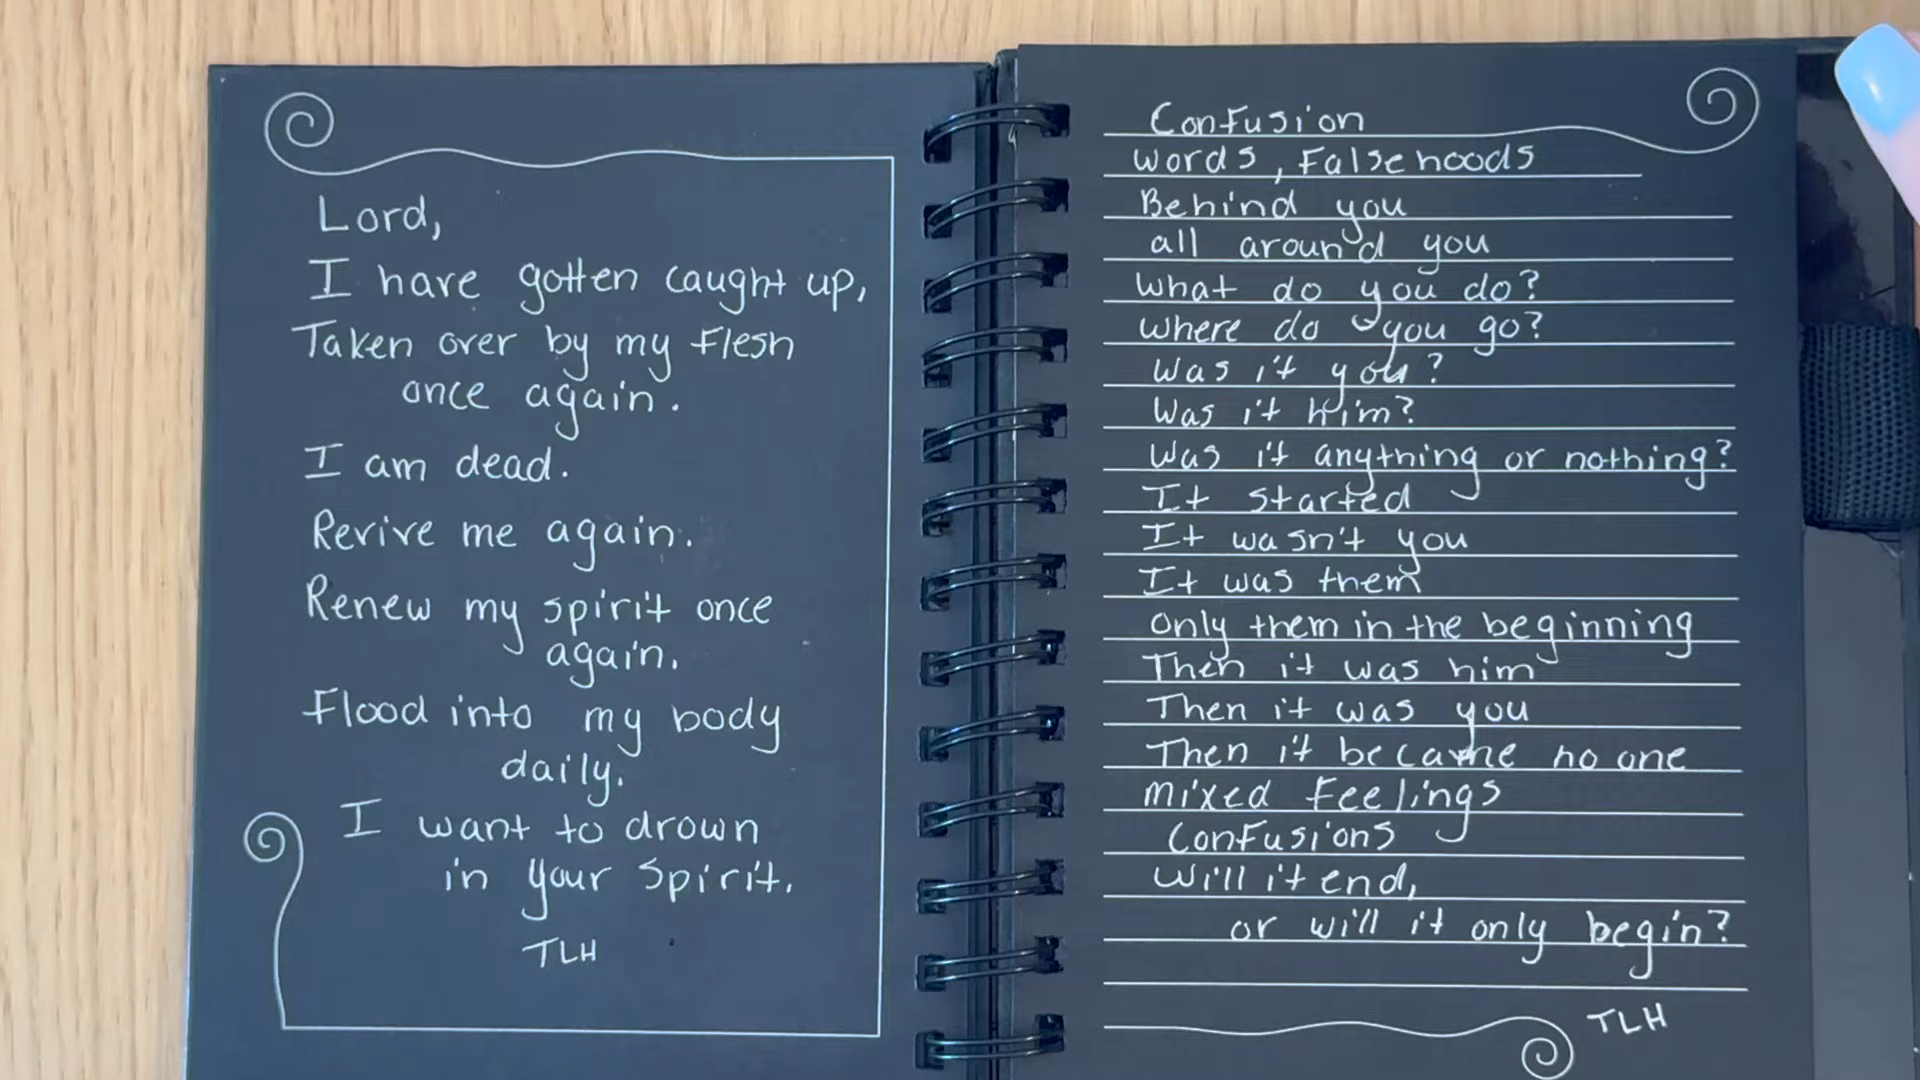 Lord,
I have gotten caught up,
Taken over by my flesh
once again.
I am dead.
Revive me again.
Renew my spirit once
again.
Flood into my body
daily.
I want to drown
in your spirit.
TLH
Confusion
words, Falsehoods
Behind you
all around you
What do you do?
where do you go?
Was it you?
Was it him?
Was it anything or nothing?
It started
It wasn't you
It was them
only them in the beginning
Then it was him
Then it was you
Then it became no one
mixed feelings
Confusions
Will it end,
or will it only begin?
TLH